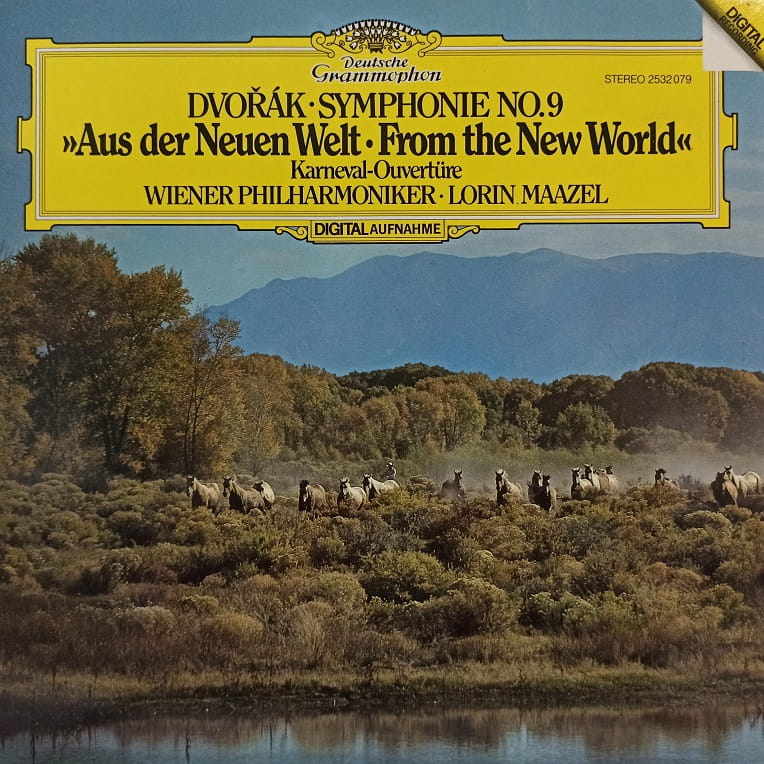 DIGITAL
RECORDING
Deutsche
Grammophon
STEREO 2532 079
DVOŘÁK · SYMPHONIE NO. 9
»Aus der Neuen Welt · From the New World«
Karneval-Ouvertüre
WIENER PHILHARMONIKER · LORIN MAAZEL
DIGITAL AUFNAHME